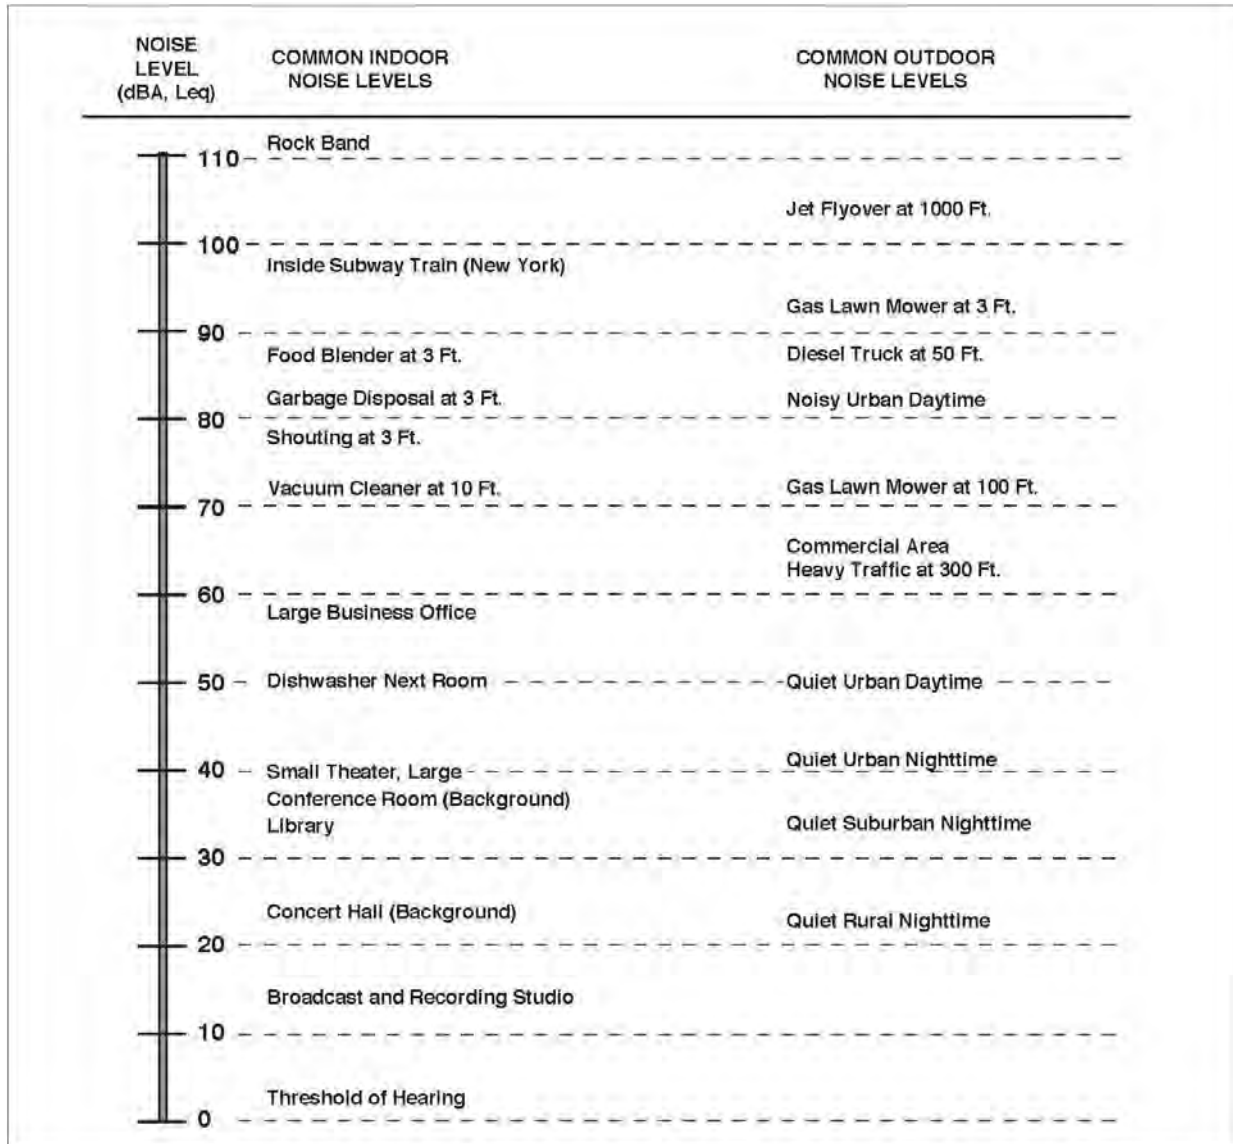 NOISE
LEVEL
(dBA, Leq)
COMMON INDOOR
NOISE LEVELS
COMMON OUTDOOR
NOISE LEVELS
110
Rock Band
Jet Flyover at 1000 Ft.
100
Inside Subway Train (New York)
Gas Lawn Mower at 3 Ft.
90
Food Blender at 3 Ft.
Diesel Truck at 50 Ft.
Garbage Disposal at 3 Ft.
Noisy Urban Daytime
80
Shouting at 3 Ft.
Vacuum Cleaner at 10 Ft.
Gas Lawn Mower at 100 Ft.
70
Commercial Area
Heavy Traffic at 300 Ft.
60
Large Business Office
50
Dishwasher Next Room
Quiet Urban Daytime
Quiet Urban Nighttime
40
Small Theater, Large
Conference Room (Background)
Library
Quiet Suburban Nighttime
30
Concert Hall (Background)
Quiet Rural Nighttime
20
Broadcast and Recording Studio
10
Threshold of Hearing
0